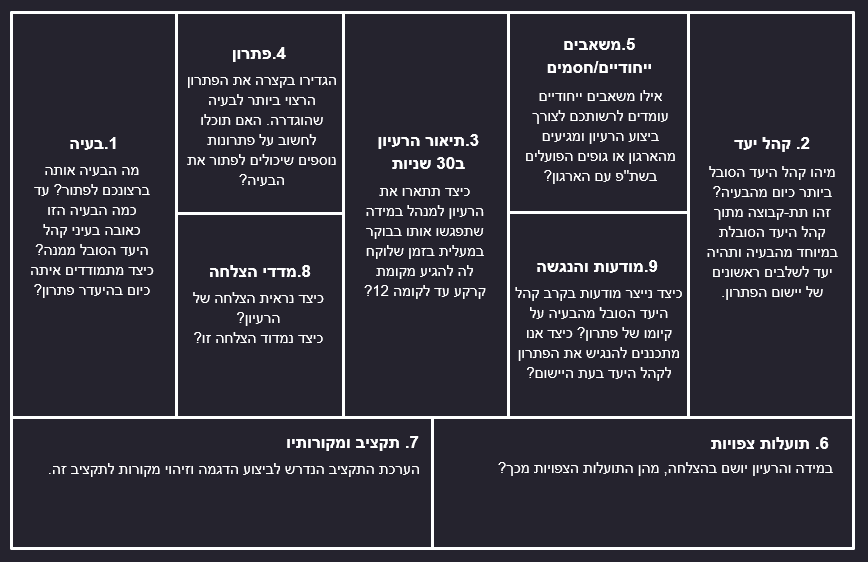 1.בעיה
מה הבעיה אותה
ברצונכם לפתור? עד
כמה הבעיה הזו
כאובה בעיני קהל
היעד הסובל ממנה?
כיצד מתמודדים איתה
כיום בהיעדר פתרון?
2. קהל יעד
מיהו קהל היעד הסובל
ביותר כיום מהבעיה?
זהו תת-קבוצה מתוך
קהל היעד הסובלת
במיוחד מהבעיה ותהיה
יעד לשלבים ראשונים
של יישום הפתרון.
3.תיאור הרעיון
ב30 שניות
כיצד תתארו את
הרעיון למנהל במידה
שתפגשו אותו בבוקר
במעלית בזמן שלוקח
לה להגיע מקומת
קרקע עד לקומה 12?
4.פתרון
הגדירו בקצרה את הפתרון
הרצוי ביותר לבעיה
שהוגדרה. האם תוכלו
לחשוב על פתרונות
נוספים שיכולים לפתור את
הבעיה?
5.משאבים
ייחודיים/חסמים
אילו משאבים ייחודיים
עומדים לרשותכם לצורך
ביצוע הרעיון ומגיעים
מהארגון או גופים הפועלים
בשת"פ עם הארגון?
6. תועלות צפויות
במידה והרעיון יושם בהצלחה, מהן התועלות הצפויות מכך?
7. תקציב ומקורותיו
הערכת התקציב הנדרש לביצוע הדגמה וזיהוי מקורות לתקציב זה.
8.מדדי הצלחה
כיצד נראית הצלחה של
הרעיון?
כיצד נמדוד הצלחה זו?
9.מודעות והנגשה
כיצד נייצר מודעות בקרב קהל
היעד הסובל מהבעיה על
קיומו של פתרון? כיצד אנו
מתכננים להנגיש את הפתרון
לקהל היעד בעת היישום?